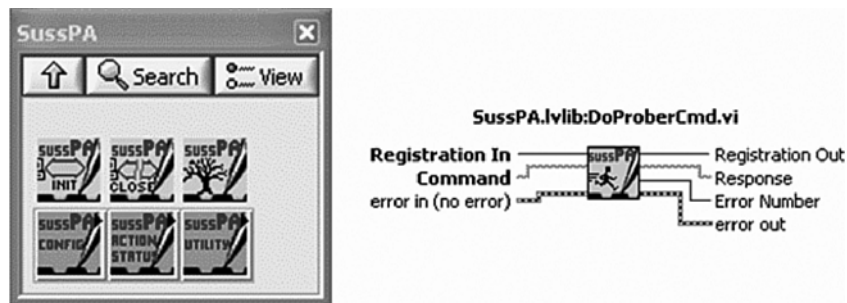 SussPA
Search View
SUSSPA INIT
SUSSPA CLOSE
SUSSPA
SUSSPA CONFIG
SUSSPA ACTION STATUS
SUSSPA UTILITY
SussPA.lvlib:DoProberCmd.vi
Registration In
Command
error in (no error)
SUSSPA
Registration Out
Response
Error Number
error out